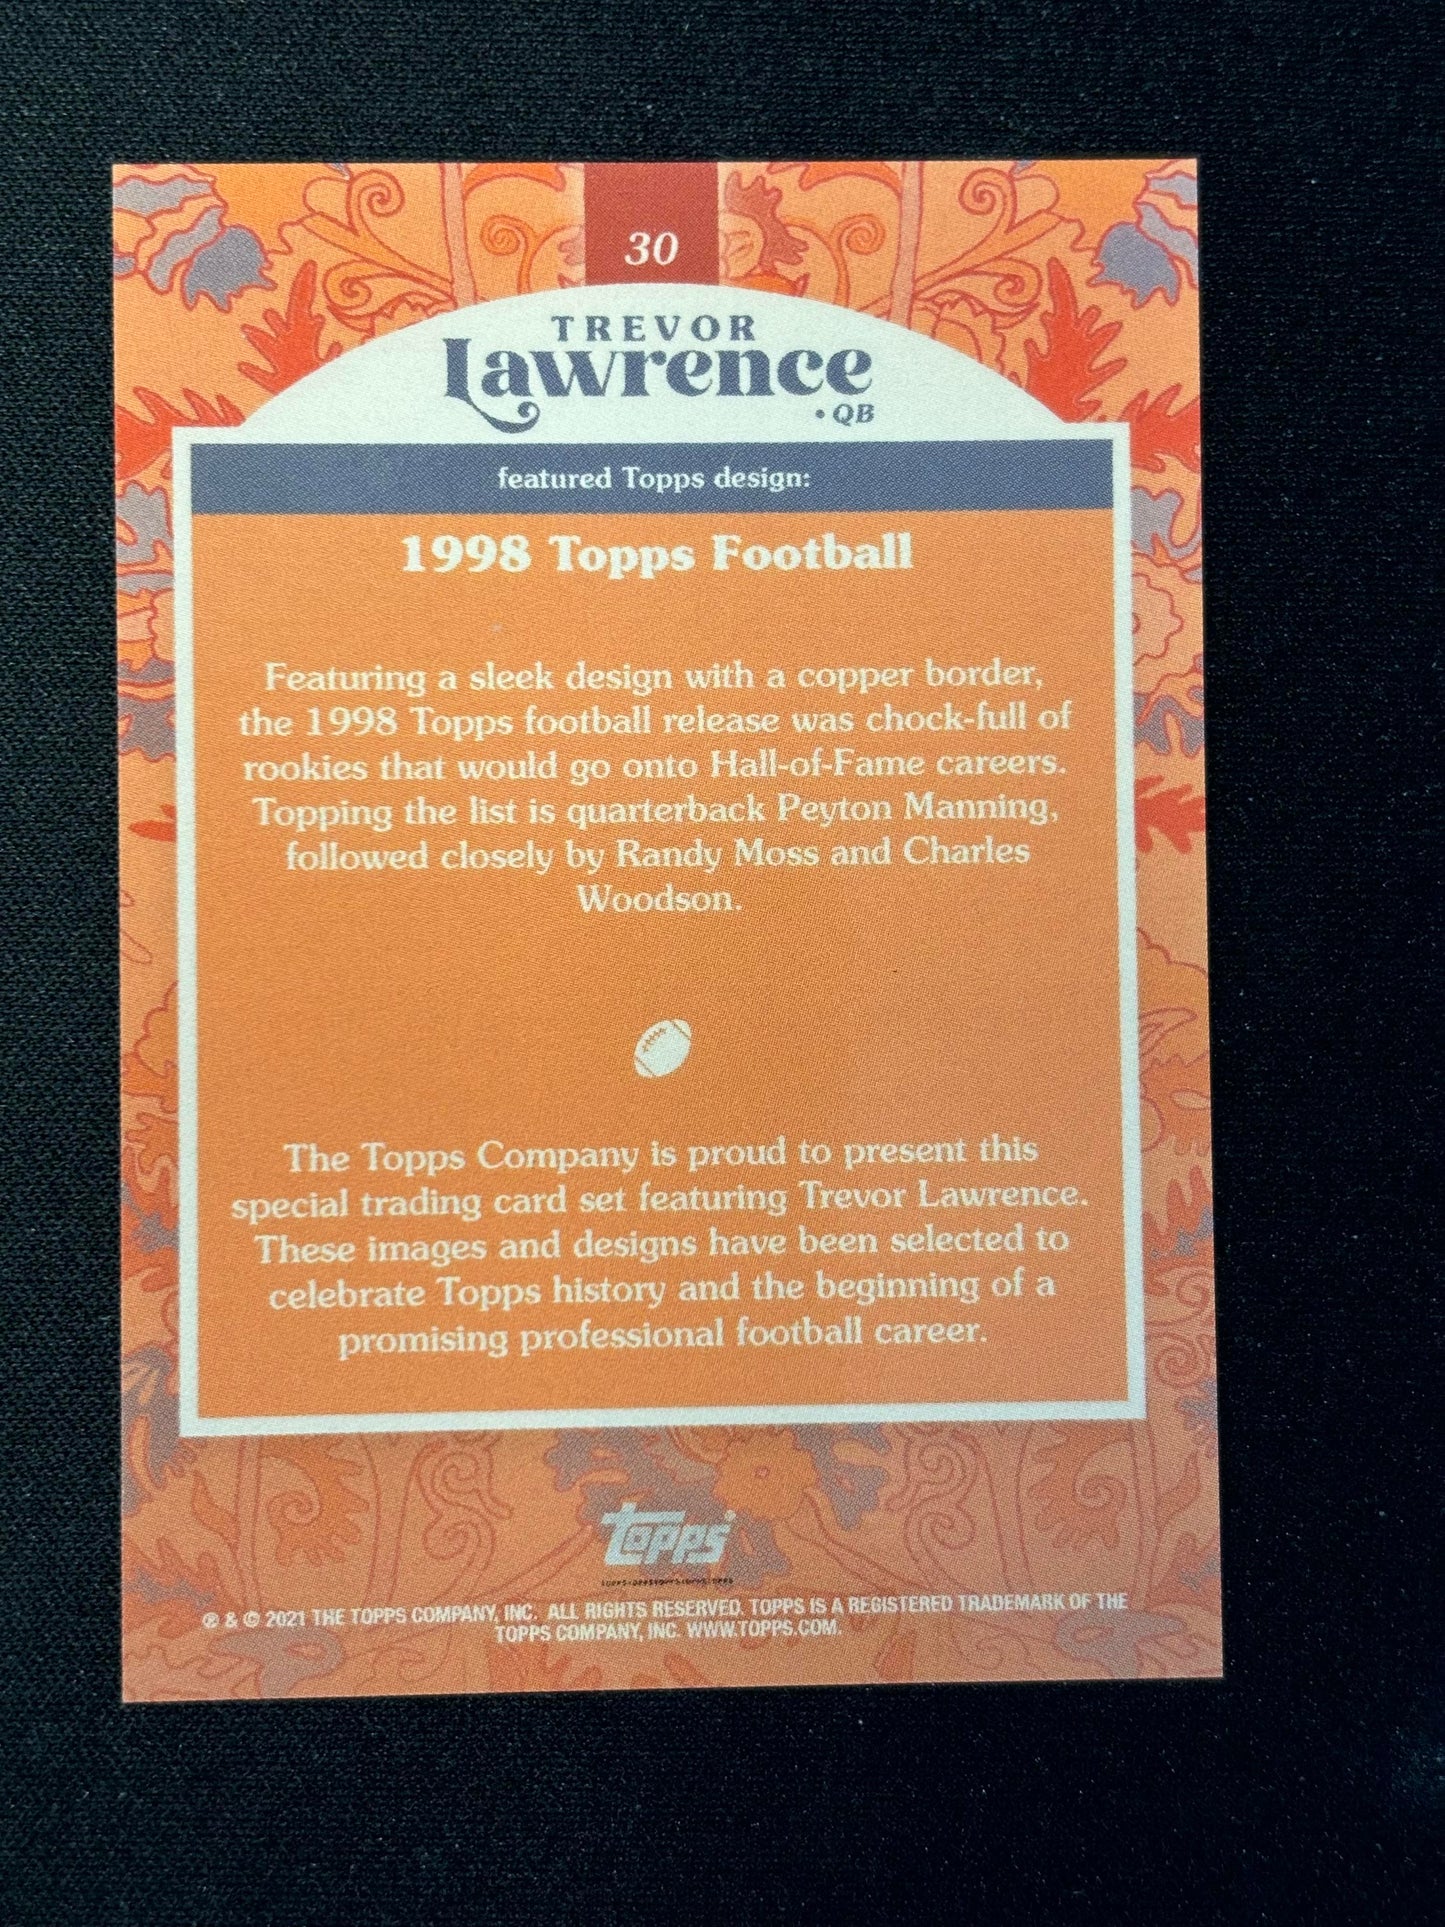 30
TREVOR
Lawrence
• QB
featured Topps design:
1998 Topps Football
Featuring a sleek design with a copper border,
the 1998 Topps football release was chock-full of
rookies that would go onto Hall-of-Fame careers.
Topping the list is quarterback Peyton Manning,
followed closely by Randy Moss and Charles
Woodson.
The Topps Company is proud to present this
special trading card set featuring Trevor Lawrence.
These images and designs have been selected to
celebrate Topps history and the beginning of a
promising professional football career.
topps®
℗ & © 2021 THE TOPPS COMPANY, INC. ALL RIGHTS RESERVED. TOPPS IS A REGISTERED TRADEMARK OF THE
TOPPS COMPANY, INC. WWW.TOPPS.COM.